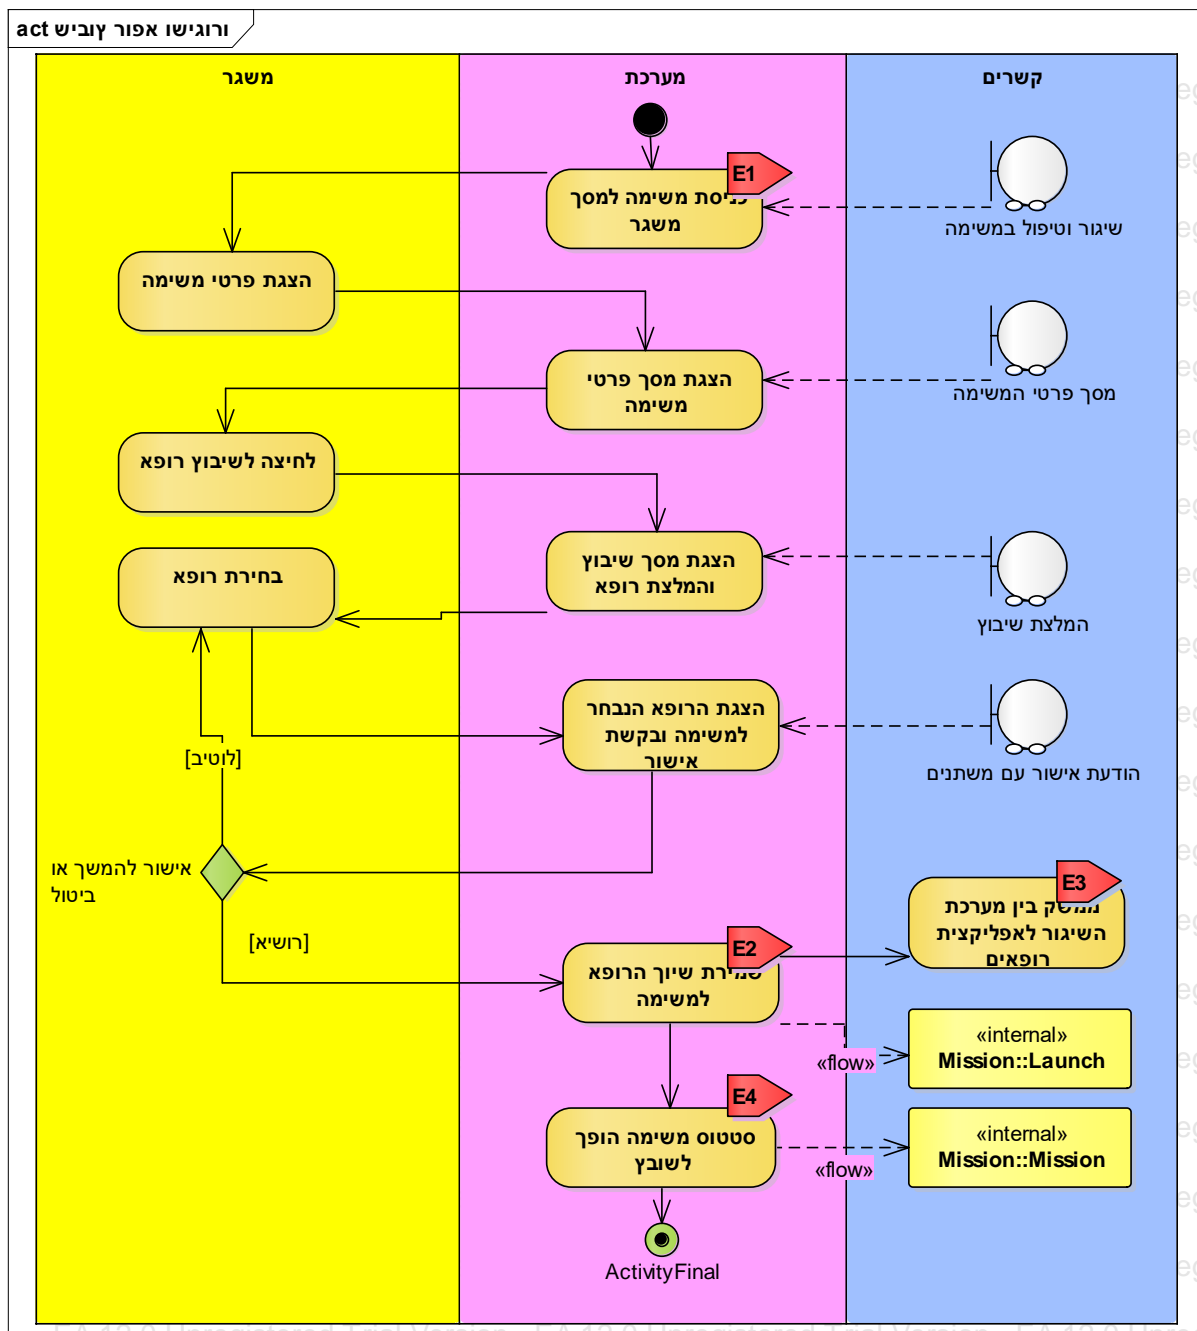 act ורוגישו אפור ץוביש
משגר
מערכת
קשרים
E1
כניסת משימה למסך
משגר
שיגור וטיפול במשימה
הצגת פרטי משימה
הצגת מסך פרטי
משימה
מסך פרטי המשימה
לחיצה לשיבוץ רופא
הצגת מסך שיבוץ
והמלצת רופא
המלצת שיבוץ
בחירת רופא
הצגת הרופא הנבחר
למשימה ובקשת
אישור
הודעת אישור עם משתנים
[לוטיב]
אישור להמשך או
ביטול
[רושיא]
E3
ממשק בין מערכת
השיגור לאפליקצית
רופאים
E2
שמירת שיוך הרופא
למשימה
«internal»
Mission::Launch
«flow»
E4
סטטוס משימה הופך
לשובץ
«internal»
Mission::Mission
«flow»
ActivityFinal